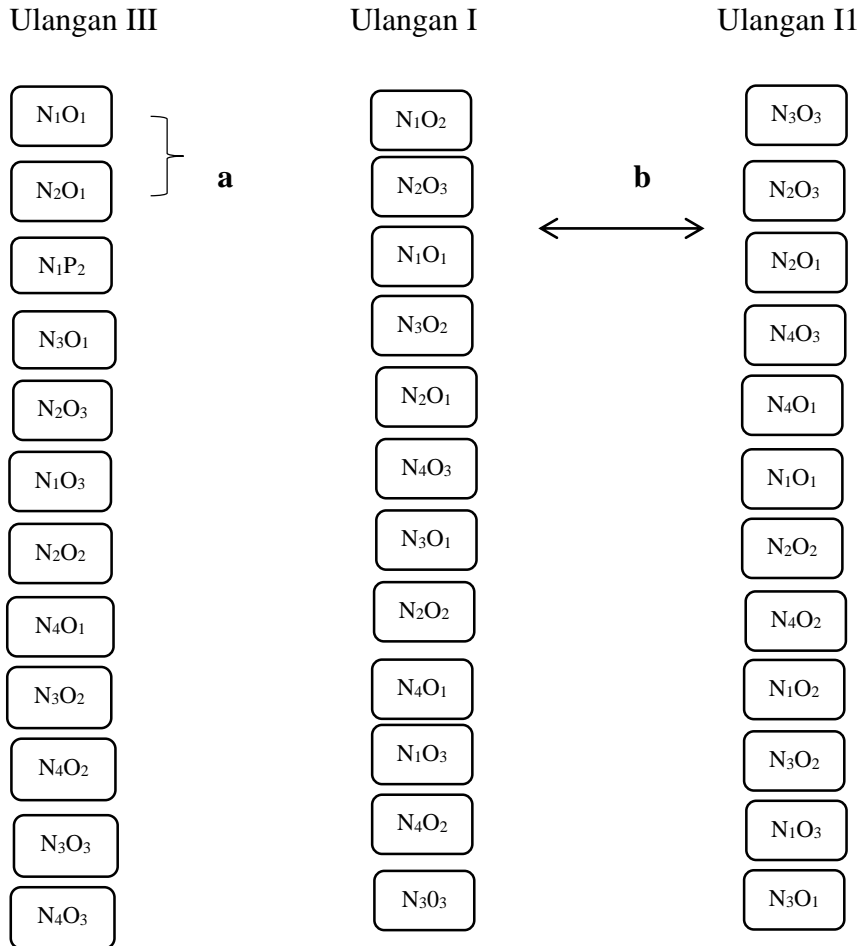 Ulangan III Ulangan I Ulangan I1
N₁O₁ N₁O₂ N₃O₃
N₂O₁ a N₂O₃ b N₂O₃
N₁P₂ N₁O₁ N₂O₁
N₃O₁ N₃O₂ N₄O₃
N₂O₃ N₂O₁ N₄O₁
N₁O₃ N₄O₃ N₁O₁
N₂O₂ N₃O₁ N₂O₂
N₄O₁ N₂O₂ N₄O₂
N₃O₂ N₄O₁ N₁O₂
N₄O₂ N₁O₃ N₃O₂
N₃O₃ N₄O₂ N₁O₃
N₄O₃ N₃0₃ N₃O₁